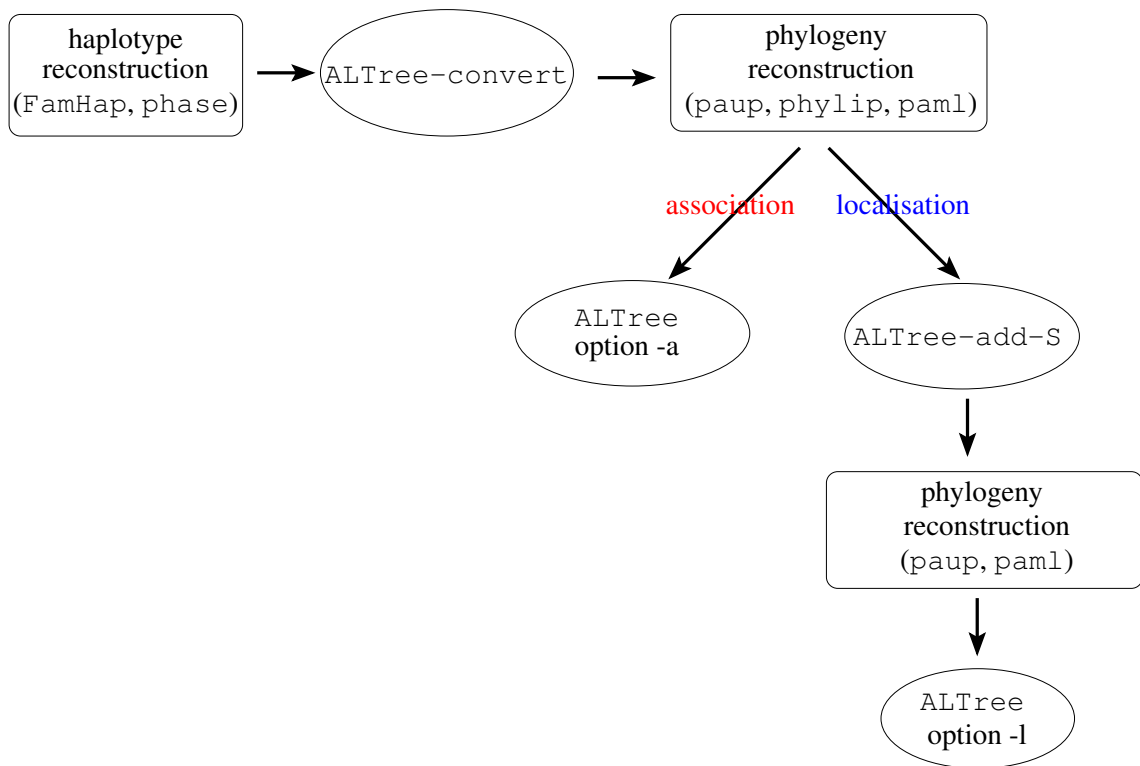 haplotype
reconstruction
(FamHap, phase)
ALTree-convert
phylogeny
reconstruction
(paup, phylip, paml)
association
localisation
ALTree
option -a
ALTree-add-S
phylogeny
reconstruction
(paup, paml)
ALTree
option -l